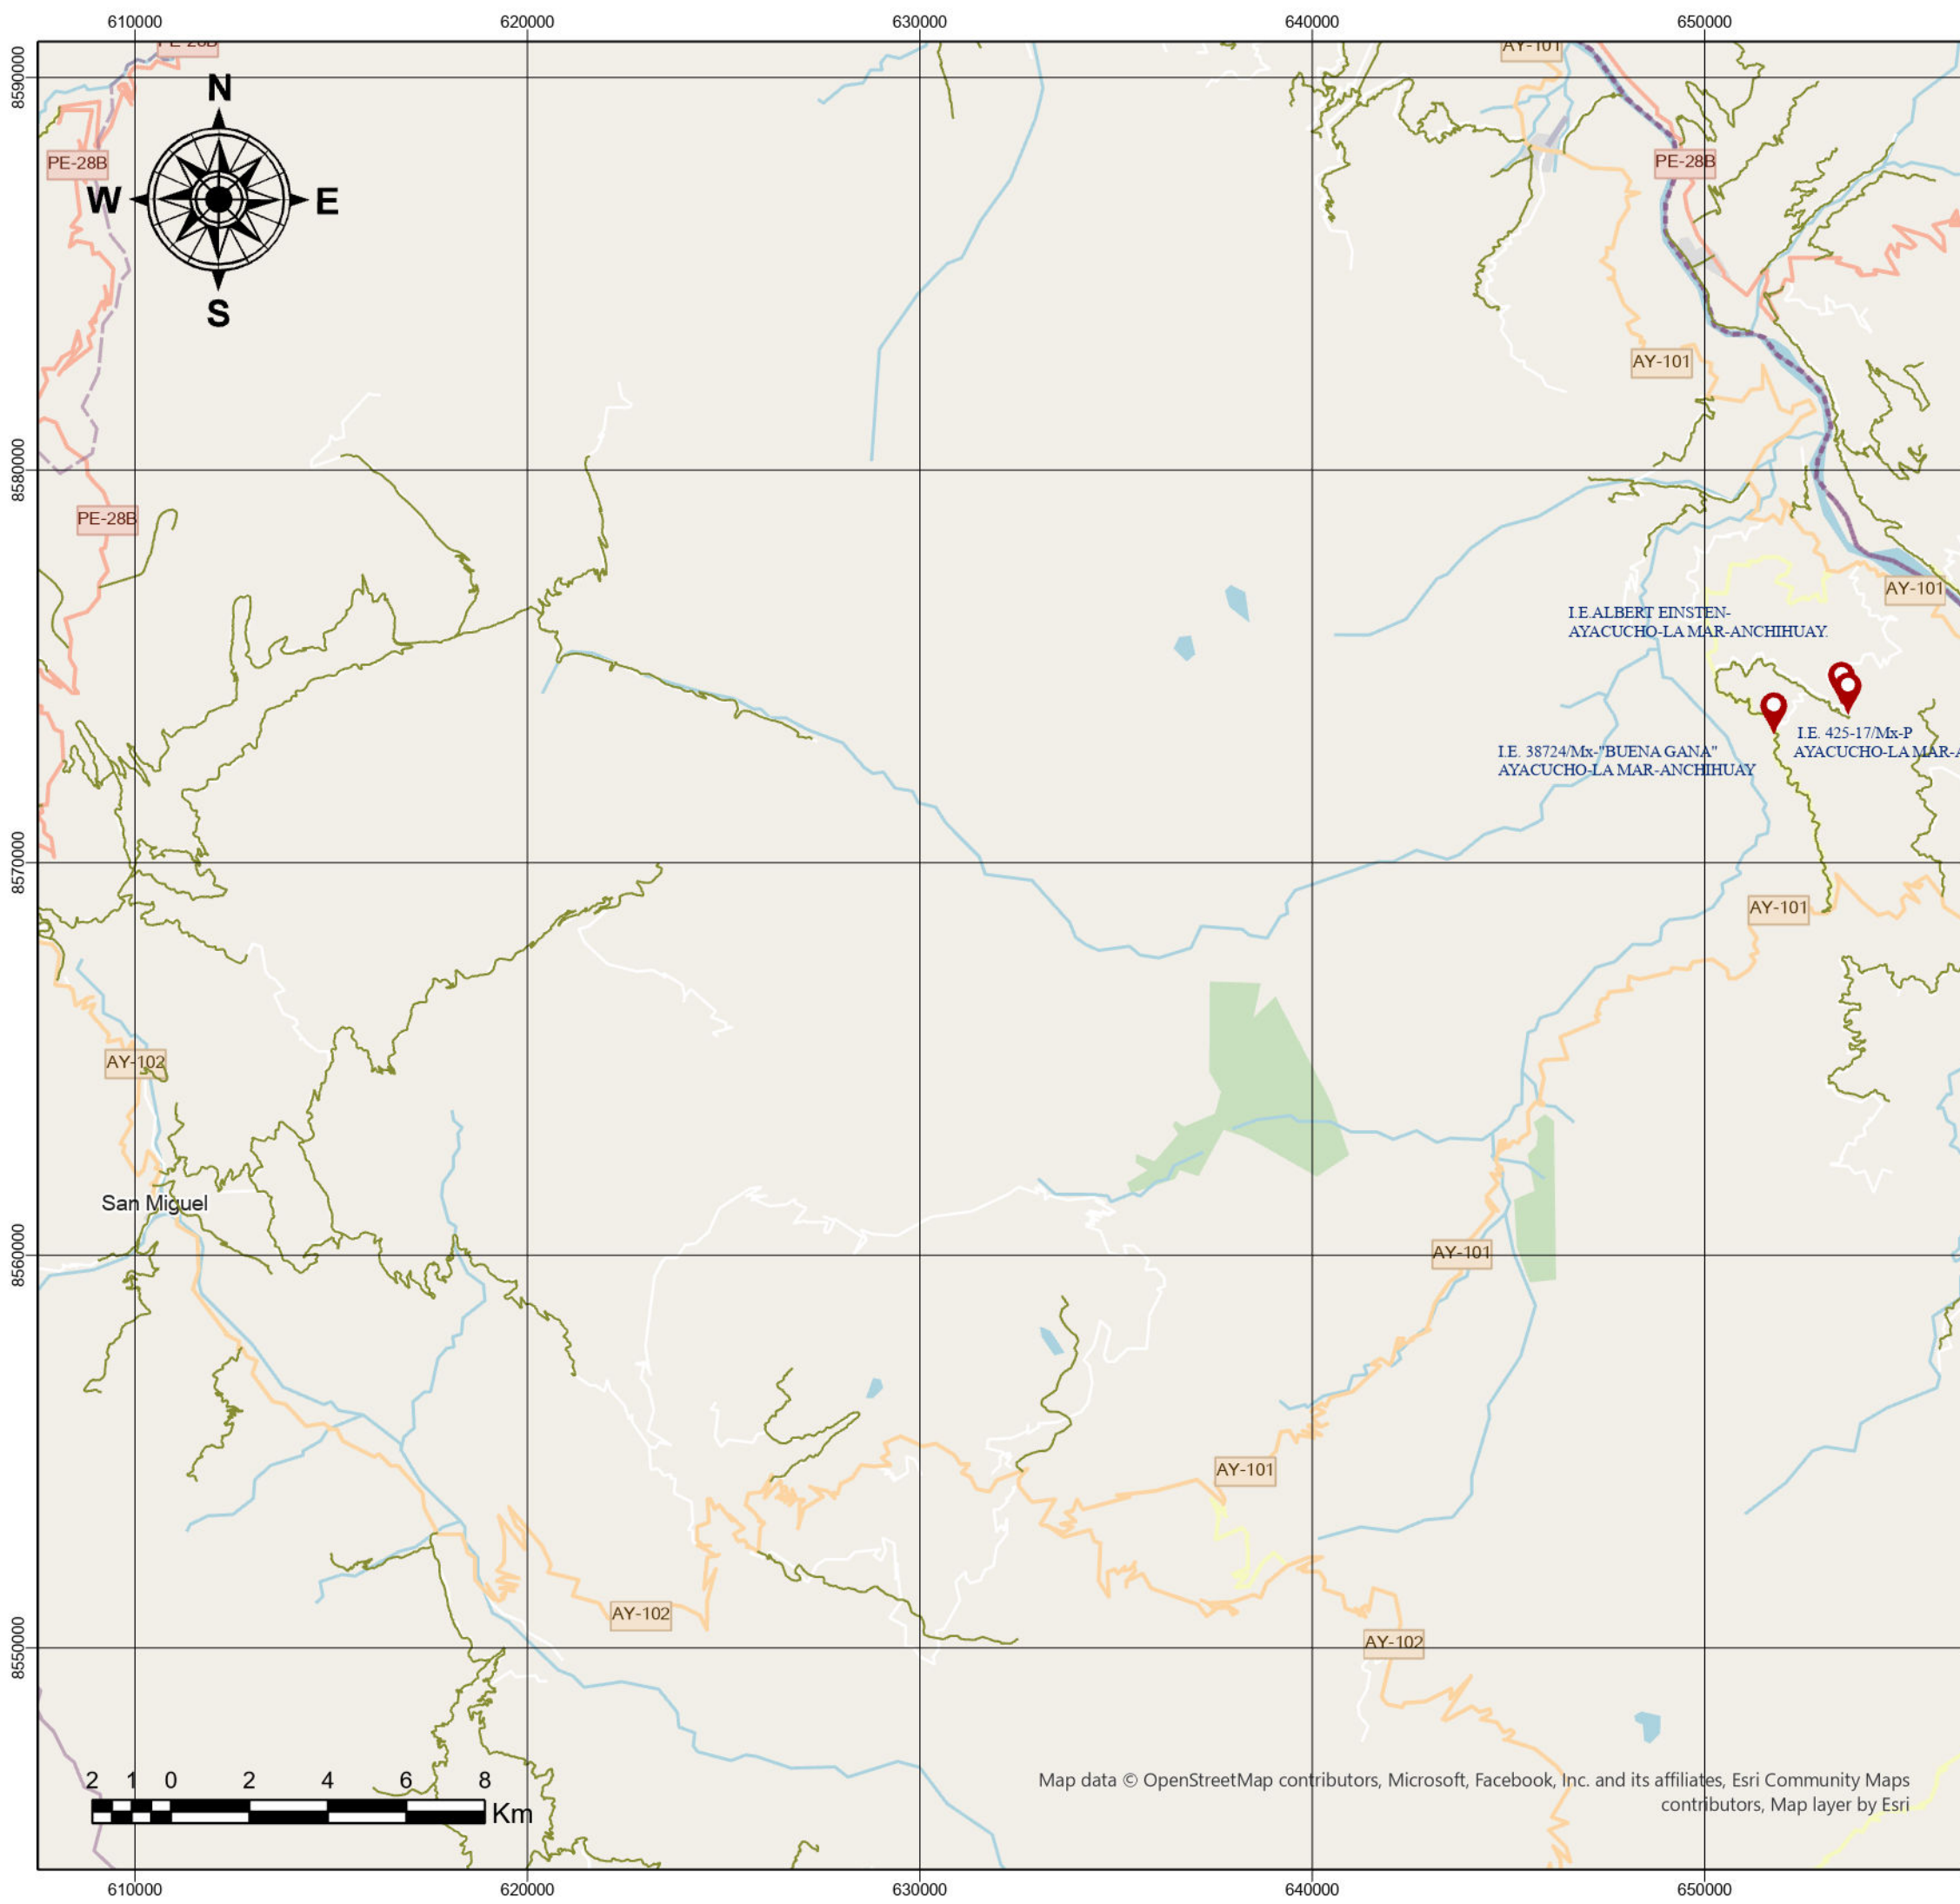 610000 620000 630000 640000 650000
PE-28B
AY-101
8590000
N
PE-28B
PE-28B
W
E
S
AY-101
8580000
PE-28B
AY-101
I.E.ALBERT EINSTEN-
AYACUCHO-LA MAR-ANCHIHUAY.
I.E. 425-17/Mx-P
AYACUCHO-LA MAR-A
I.E. 38724/Mx-"BUENA GANA"
AYACUCHO-LA MAR-ANCHIHUAY
8570000
AY-101
AY-102
San Miguel
8560000
AY-101
AY-101
AY-102
AY-102
8550000
2 1 0 2 4 6 8
Km
Map data © OpenStreetMap contributors, Microsoft, Facebook, Inc. and its affiliates, Esri Community Maps
contributors, Map layer by Esri
610000 620000 630000 640000 650000